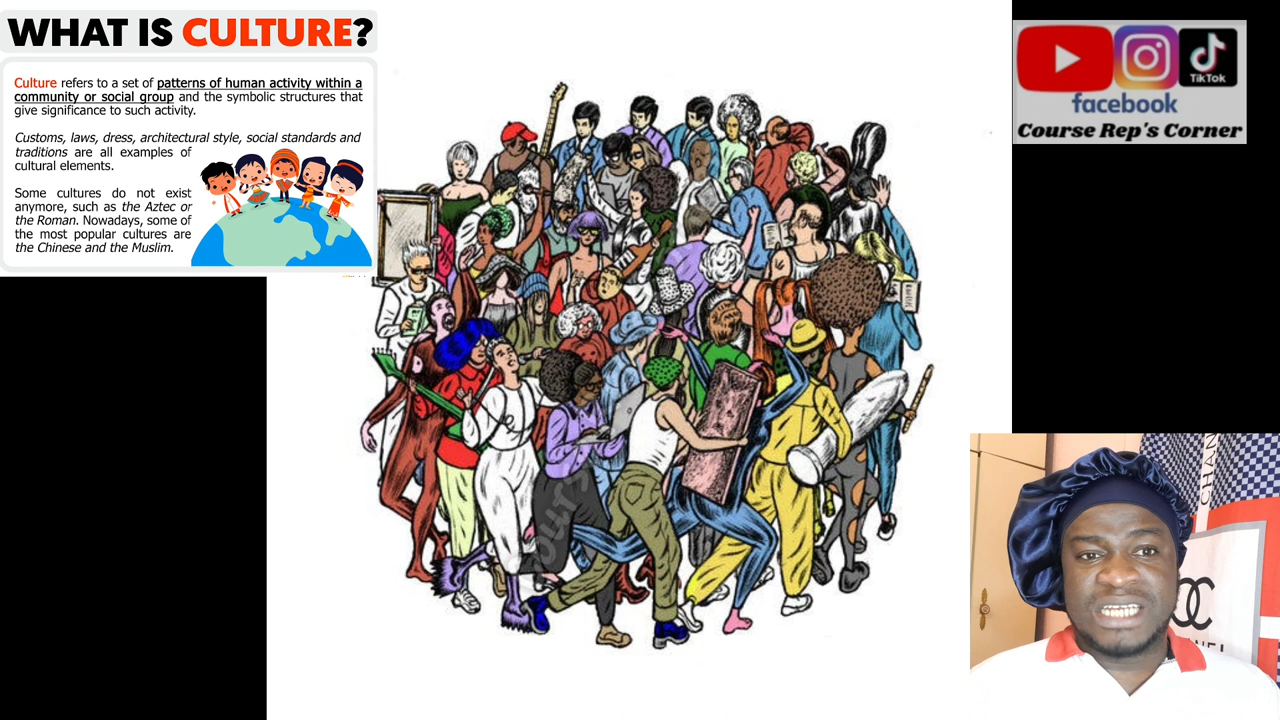 WHAT IS CULTURE?
Culture refers to a set of patterns of human activity within a
community or social group and the symbolic structures that
give significance to such activity.
Customs, laws, dress, architectural style, social standards and
traditions are all examples of
cultural elements.
Some cultures do not exist
anymore, such as the Aztec or
the Roman. Nowadays, some of
the most popular cultures are
the Chinese and the Muslim.
TikTok
facebook
Course Rep's Corner
CHAN
NEL